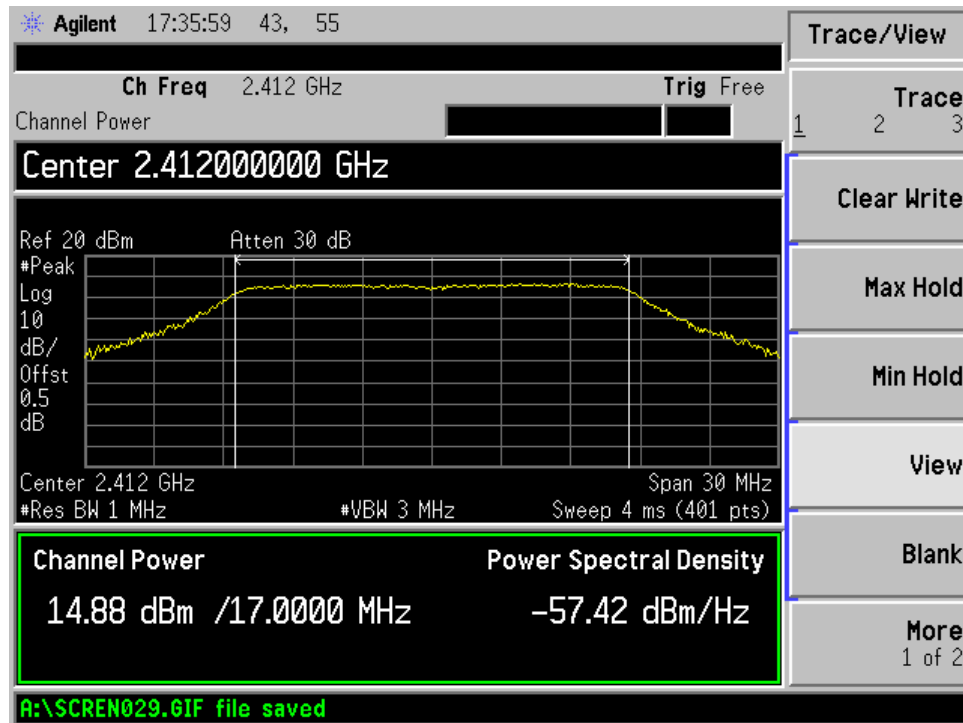 Agilent 17:35:59 43, 55
Trace/View
Ch Freq 2.412 GHz Trig Free
Channel Power
Trace
1 2 3
Center 2.412000000 GHz
Clear Write
Ref 20 dBm Atten 30 dB
#Peak
Log
10
dB/
Offst
0.5
dB
Max Hold
Min Hold
Center 2.412 GHz Span 30 MHz
#Res BW 1 MHz #VBW 3 MHz Sweep 4 ms (401 pts)
View
Channel Power Power Spectral Density
14.88 dBm /17.0000 MHz -57.42 dBm/Hz
Blank
More
1 of 2
A:\SCREN029.GIF file saved